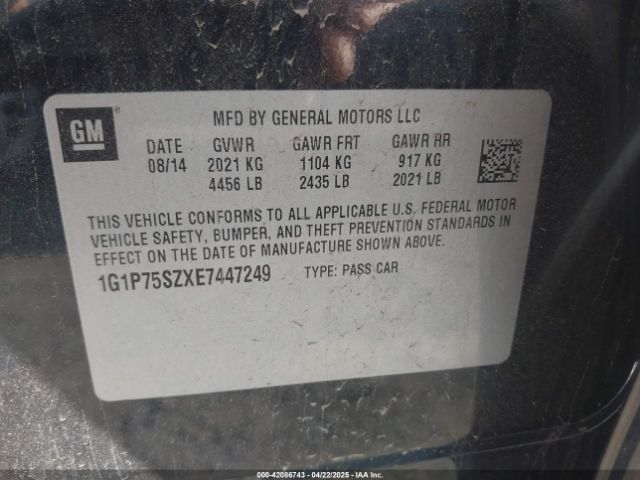 GM ®
MFD BY GENERAL MOTORS LLC
DATE GVWR GAWR FRT GAWR RR
08/14 2021 KG 1104 KG 917 KG
4456 LB 2435 LB 2021 LB
THIS VEHICLE CONFORMS TO ALL APPLICABLE U.S. FEDERAL MOTOR
VEHICLE SAFETY, BUMPER, AND THEFT PREVENTION STANDARDS IN
EFFECT ON THE DATE OF MANUFACTURE SHOWN ABOVE.
1G1P75SZXE7447249 TYPE: PASS CAR
000-42086743 - 04/22/2025 - IAA Inc.